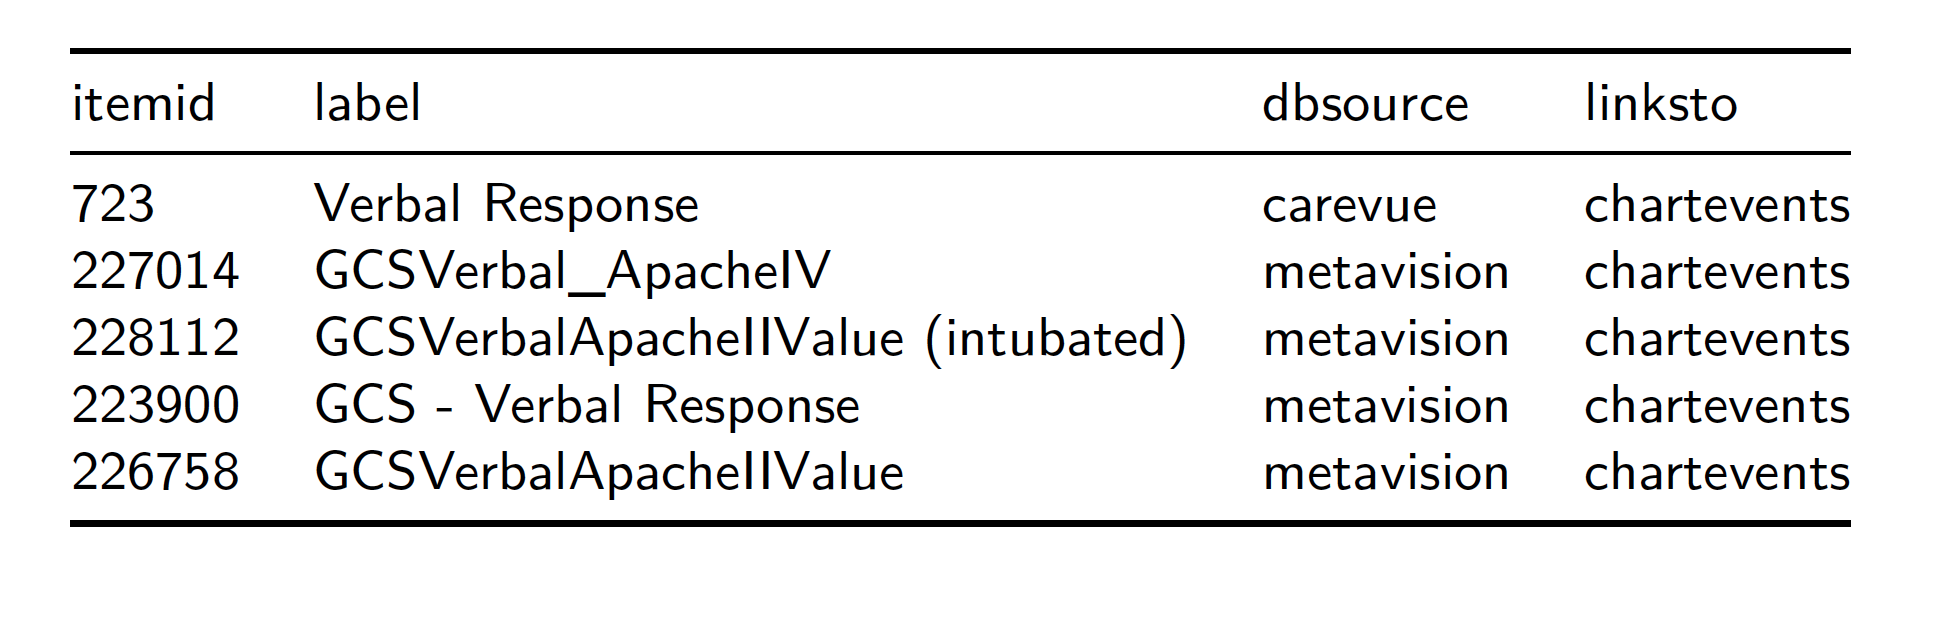 itemid label dbsource linksto
723 Verbal Response carevue chartevents
227014 GCSVerbal_ApacheIV metavision chartevents
228112 GCSVerbalApacheIIValue (intubated) metavision chartevents
223900 GCS - Verbal Response metavision chartevents
226758 GCSVerbalApacheIIValue metavision chartevents